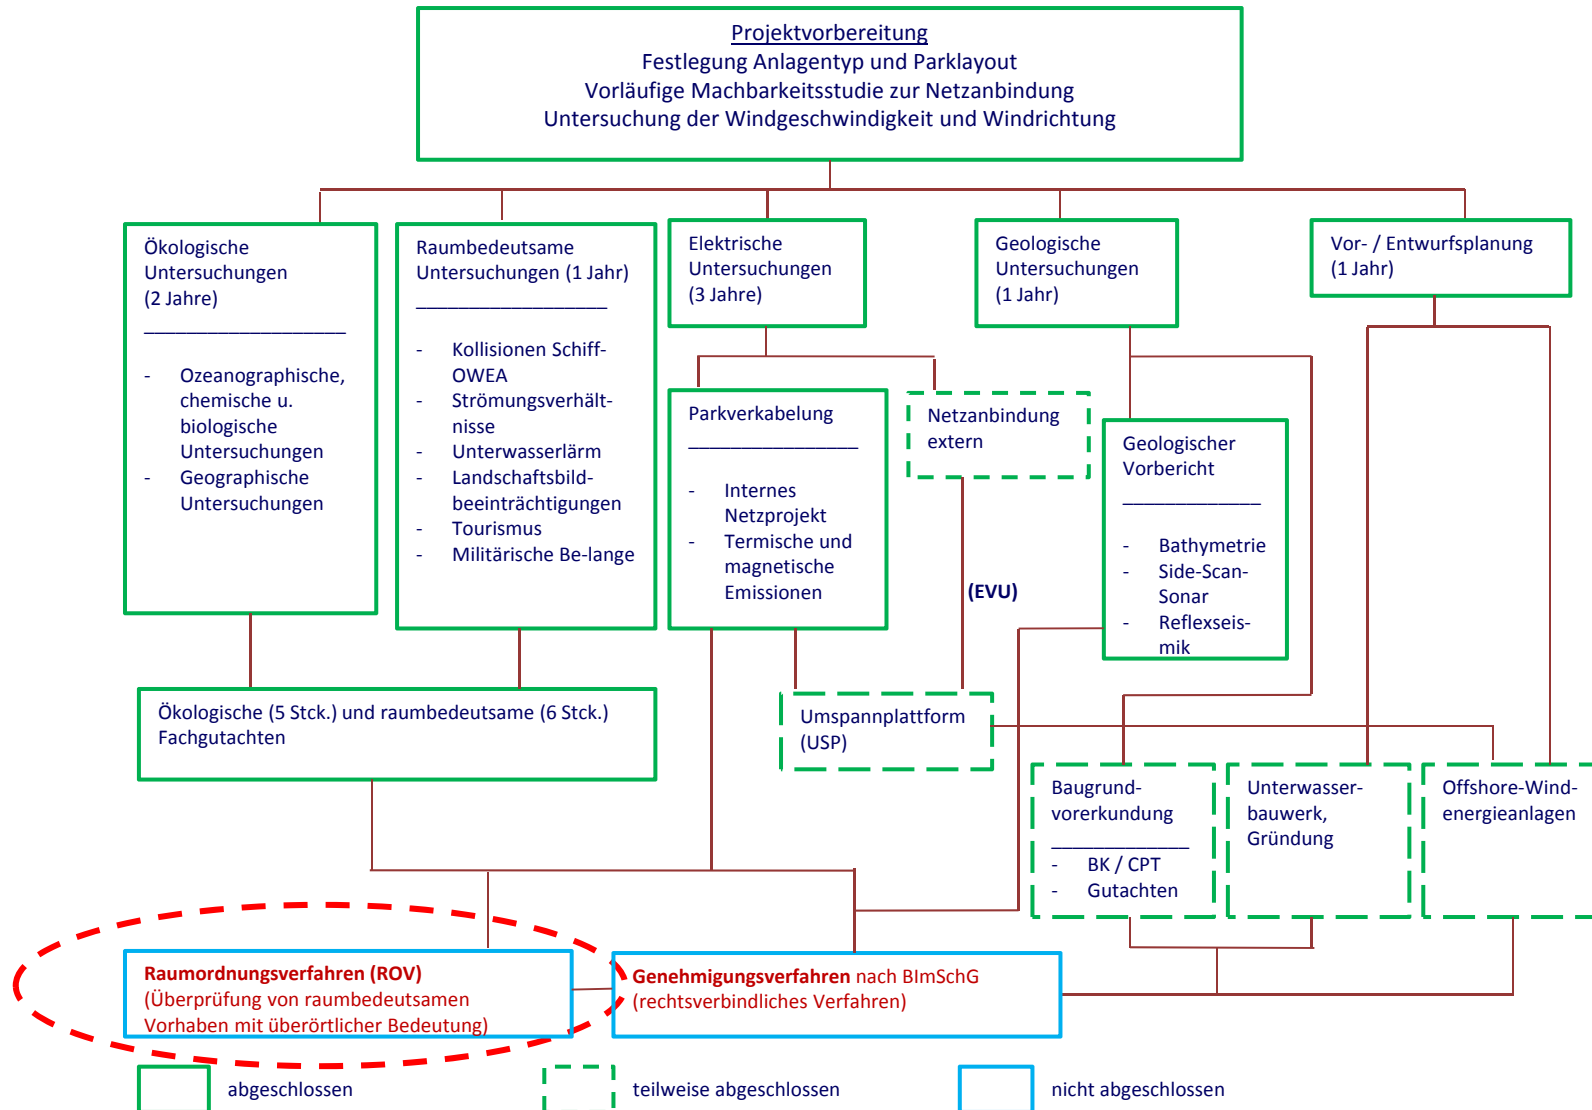 Projektvorbereitung
Festlegung Anlagentyp und Parklayout
Vorläufige Machbarkeitsstudie zur Netzanbindung
Untersuchung der Windgeschwindigkeit und Windrichtung
Ökologische
Untersuchungen
(2 Jahre)
- Ozeanographische,
chemische u.
biologische
Untersuchungen
- Geographische
Untersuchungen
Raumbedeutsame
Untersuchungen (1 Jahr)
- Kollisionen Schiff-
OWEA
- Strömungsverhält-
nisse
- Unterwasserlärm
- Landschaftsbild-
beeinträchtigungen
- Tourismus
- Militärische Be-lange
Elektrische
Untersuchungen
(3 Jahre)
Geologische
Untersuchungen
(1 Jahr)
Vor- / Entwurfsplanung
(1 Jahr)
Parkverkabelung
- Internes
Netzprojekt
- Termische und
magnetische
Emissionen
Netzanbindung
extern
(EVU)
Geologischer
Vorbericht
- Bathymetrie
- Side-Scan-
Sonar
- Reflexseis-
mik
Ökologische (5 Stck.) und raumbedeutsame (6 Stck.)
Fachgutachten
Umspannplattform
(USP)
Baugrund-
vorerkundung
- BK / CPT
- Gutachten
Unterwasser-
bauwerk,
Gründung
Offshore-Wind-
energieanlagen
Raumordnungsverfahren (ROV)
(Überprüfung von raumbedeutsamen
Vorhaben mit überörtlicher Bedeutung)
Genehmigungsverfahren nach BImSchG
(rechtsverbindliches Verfahren)
abgeschlossen
teilweise abgeschlossen
nicht abgeschlossen